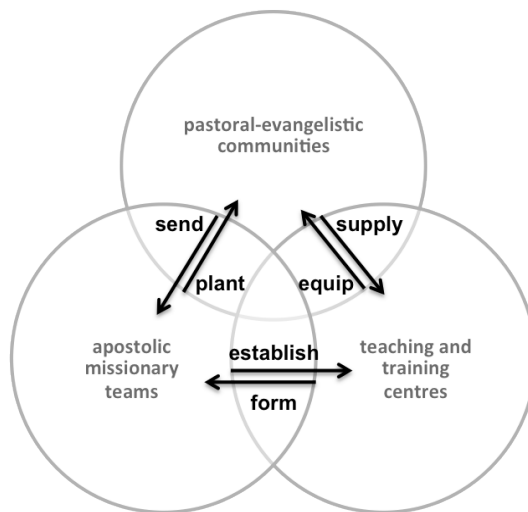 pastoral-evangelistic
communities
send
supply
plant
equip
apostolic
missionary
teams
establish
form
teaching and
training
centres